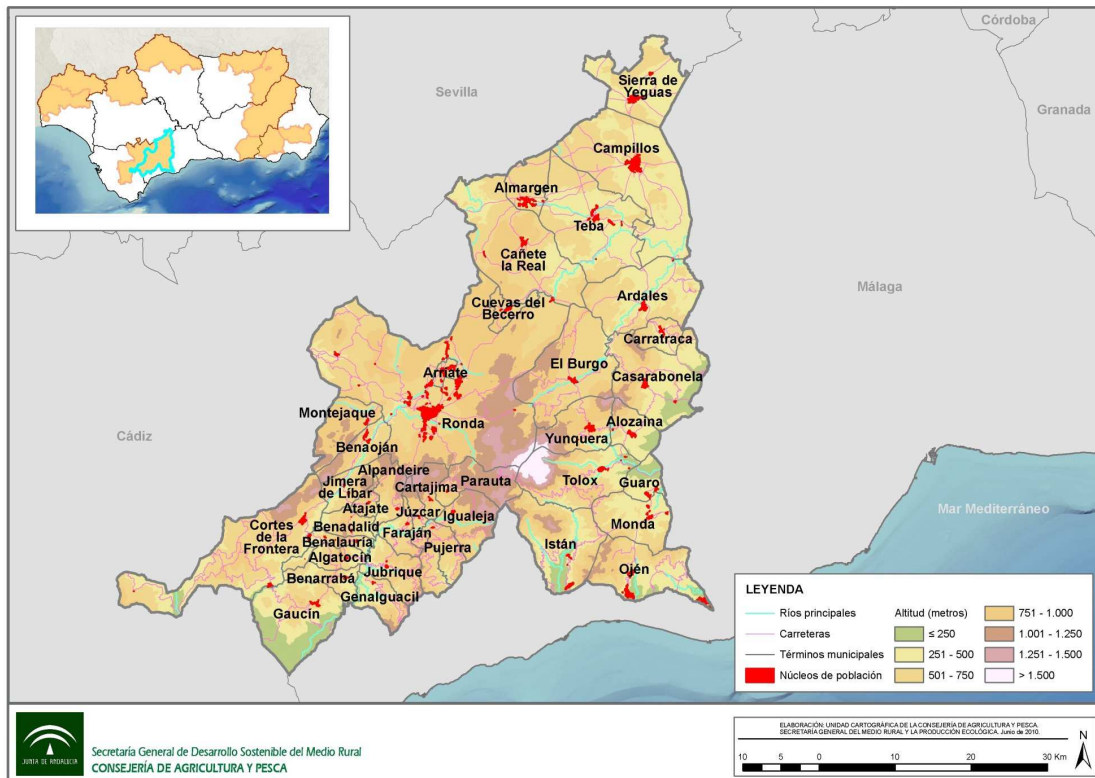 Córdoba
Sevilla
Granada
Sierra de
Yeguas
Campillos
Almargen
Teba
Cañete
la Real
Málaga
Ardales
Cuevas del
Becerro
Carratraca
El Burgo
Arriate
Casarabonela
Montejaque
Ronda
Alozaina
Cádiz
Yunquera
Benaoján
Alpandeire
Jimera
de Líbar
Cartajima
Parauta
Tolox
Guaro
Atajate
Júzcar
Igualeja
Mar Mediterráneo
Cortes
de la
Frontera
Benadalid
Faraján
Monda
Benalauría
Pujerra
Istán
Algatocín
Jubrique
Ojén
Benarrabá
Genalguacil
Gaucín
LEYENDA
Ríos principales
Carreteras
Términos municipales
Núcleos de población
Altitud (metros)
≤ 250
251 - 500
501 - 750
751 - 1.000
1.001 - 1.250
1.251 - 1.500
> 1.500
JUNTA DE ANDALUCIA
Secretaría General de Desarrollo Sostenible del Medio Rural
CONSEJERÍA DE AGRICULTURA Y PESCA
ELABORACIÓN: UNIDAD CARTOGRÁFICA DE LA CONSEJERÍA DE AGRICULTURA Y PESCA.
SECRETARÍA GENERAL DEL MEDIO RURAL Y LA PRODUCCIÓN ECOLÓGICA. Junio de 2010.
10 0 10 20 30 Km
N